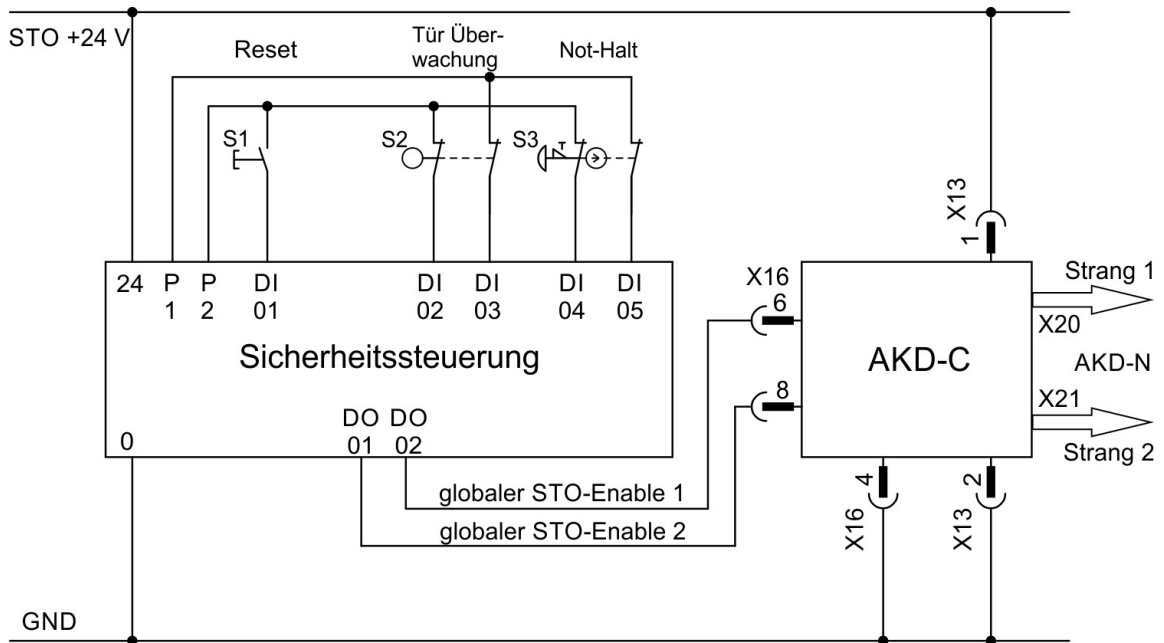 STO +24 V
Reset
Tür Über-
wachung
Not-Halt
S1
S2
S3
X13
1
24 P P DI DI DI DI DI
1 2 01 02 03 04 05
Sicherheitssteuerung
DO DO
0 01 02
X16
6
8
AKD-C
Strang 1
X20
AKD-N
X21
Strang 2
4
X16
2
X13
globaler STO-Enable 1
globaler STO-Enable 2
GND